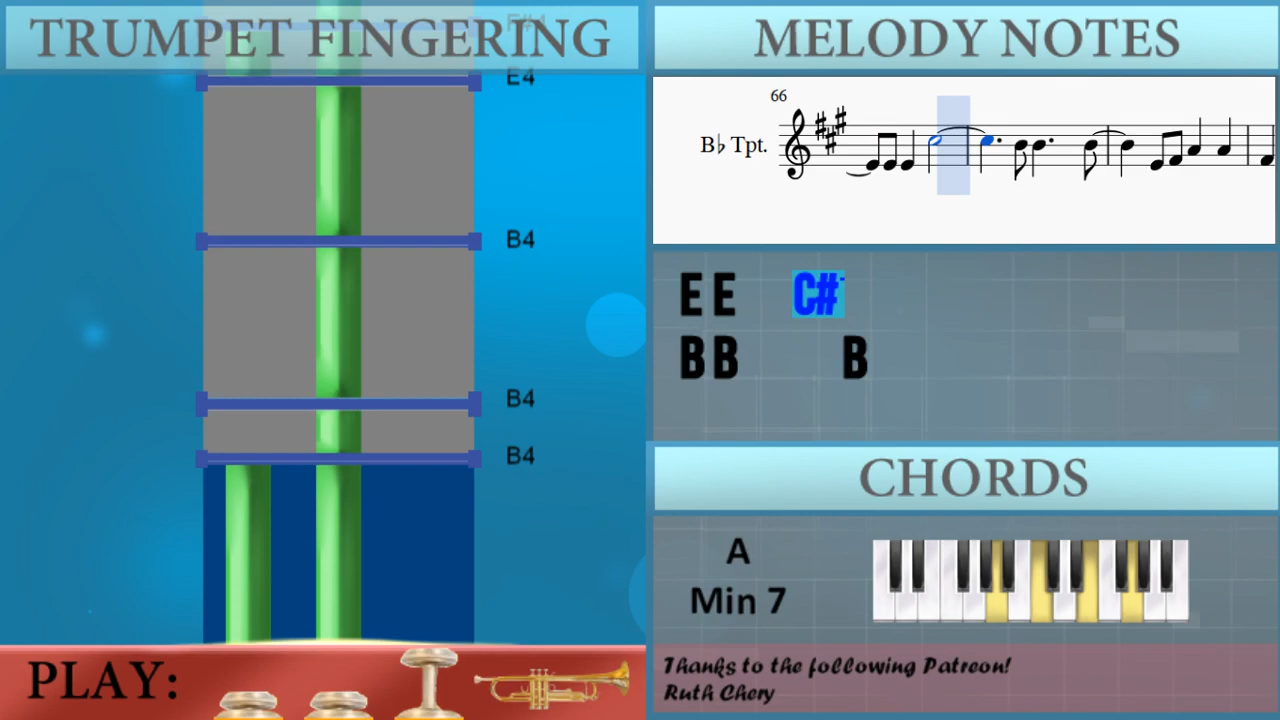 TRUMPET FINGERING
F#4
E4
B4
B4
B4
PLAY:
MELODY NOTES
66
B♭ Tpt.
E E C#
B B B
CHORDS
A
Min 7
Thanks to the following Patreon!
Ruth Chery